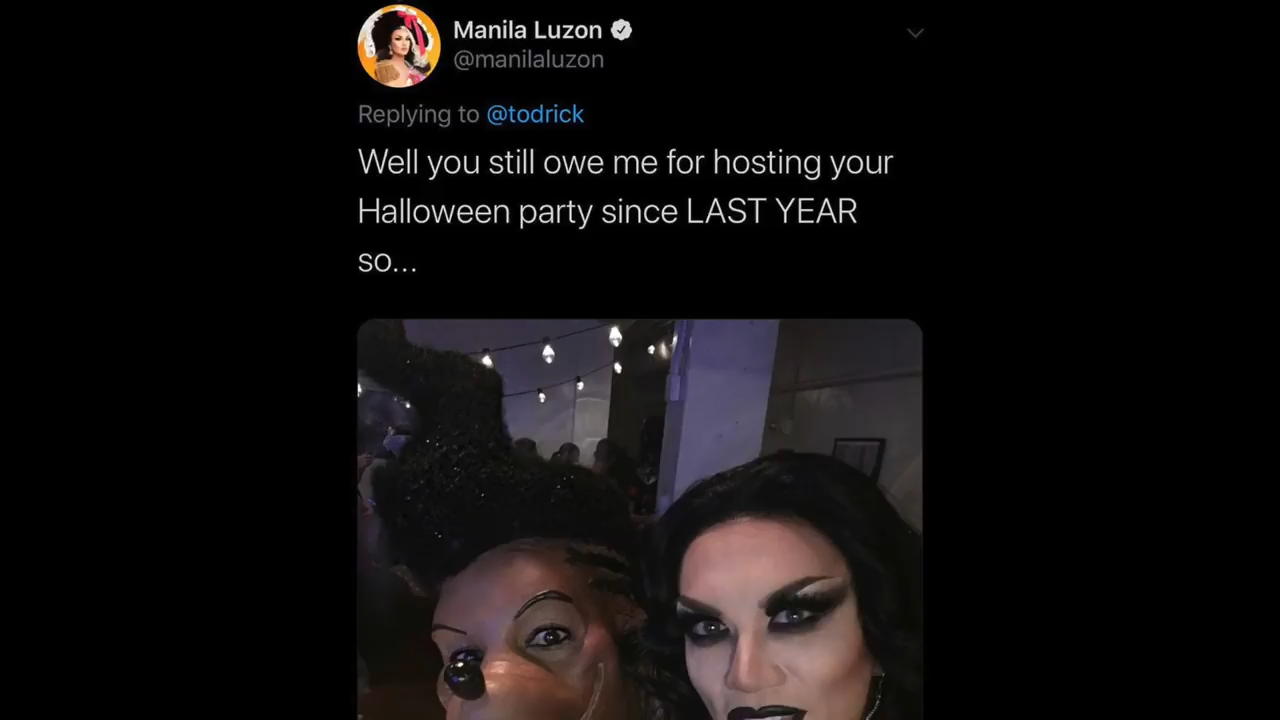 Manila Luzon
@manilaluzon
Replying to @todrick
Well you still owe me for hosting your
Halloween party since LAST YEAR
so...